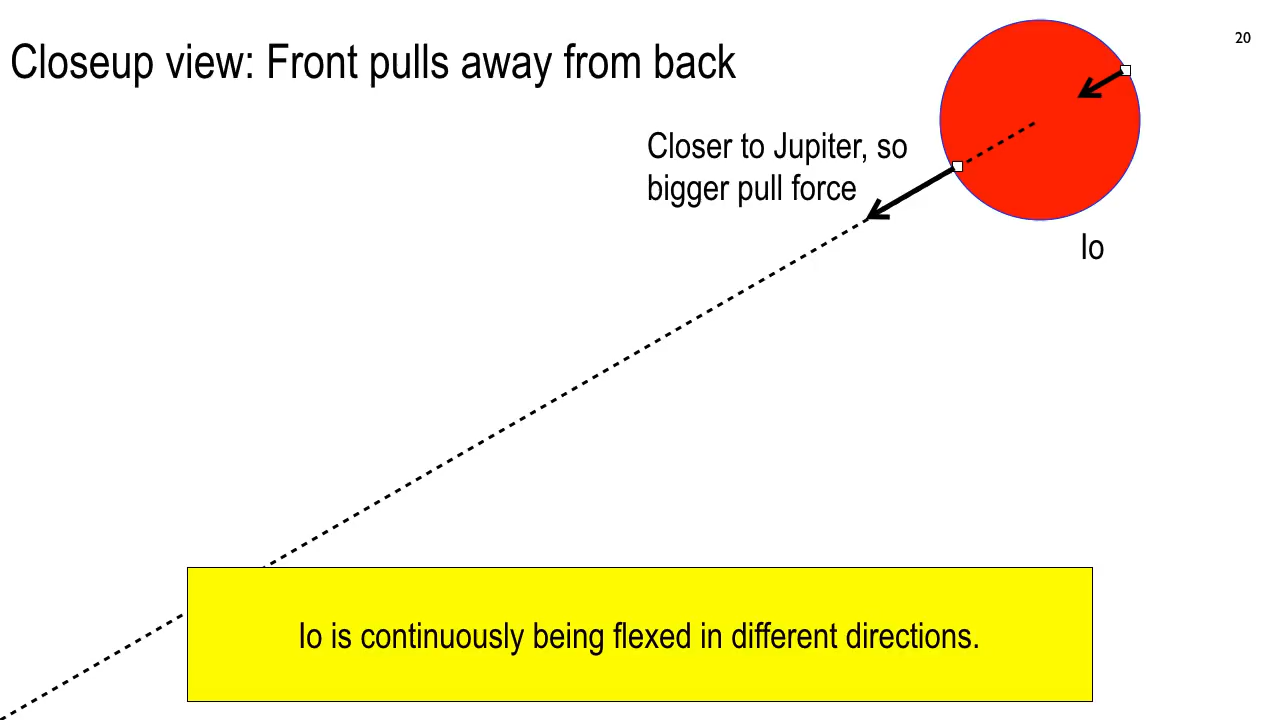 Closeup view: Front pulls away from back
20
Closer to Jupiter, so
bigger pull force
Io
Io is continuously being flexed in different directions.